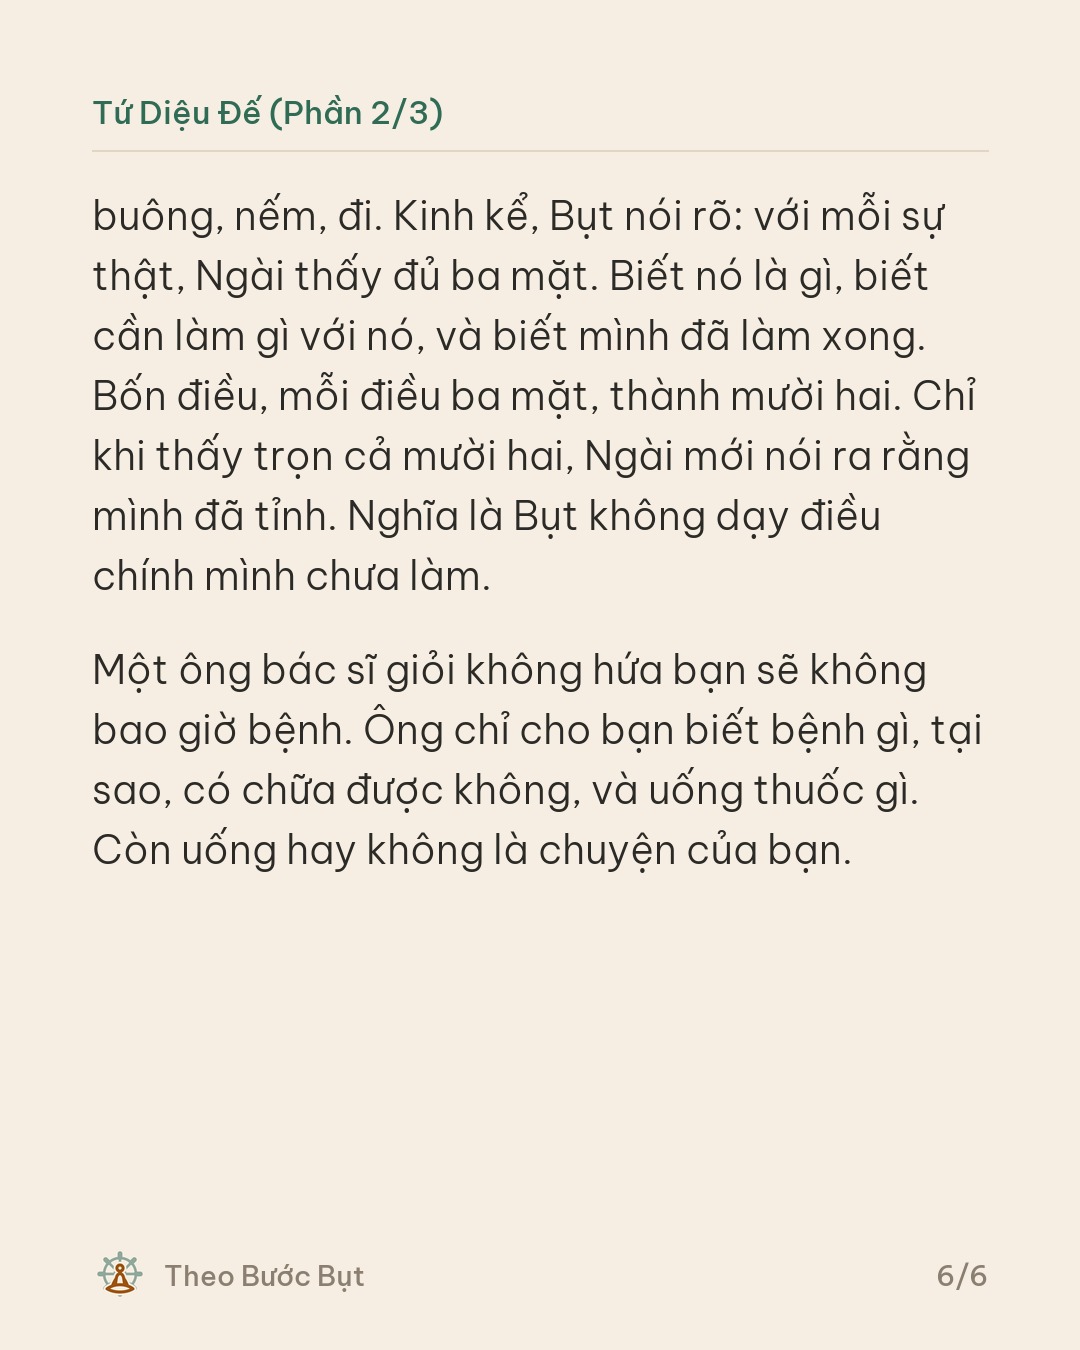 Tứ Diệu Đế (Phần 2/3)
buông, nếm, đi. Kinh kể, Bụt nói rõ: với mỗi sự
thật, Ngài thấy đủ ba mặt. Biết nó là gì, biết
cần làm gì với nó, và biết mình đã làm xong.
Bốn điều, mỗi điều ba mặt, thành mười hai. Chỉ
khi thấy trọn cả mười hai, Ngài mới nói ra rằng
mình đã tỉnh. Nghĩa là Bụt không dạy điều
chính mình chưa làm.
Một ông bác sĩ giỏi không hứa bạn sẽ không
bao giờ bệnh. Ông chỉ cho bạn biết bệnh gì, tại
sao, có chữa được không, và uống thuốc gì.
Còn uống hay không là chuyện của bạn.
Theo Bước Bụt
6/6